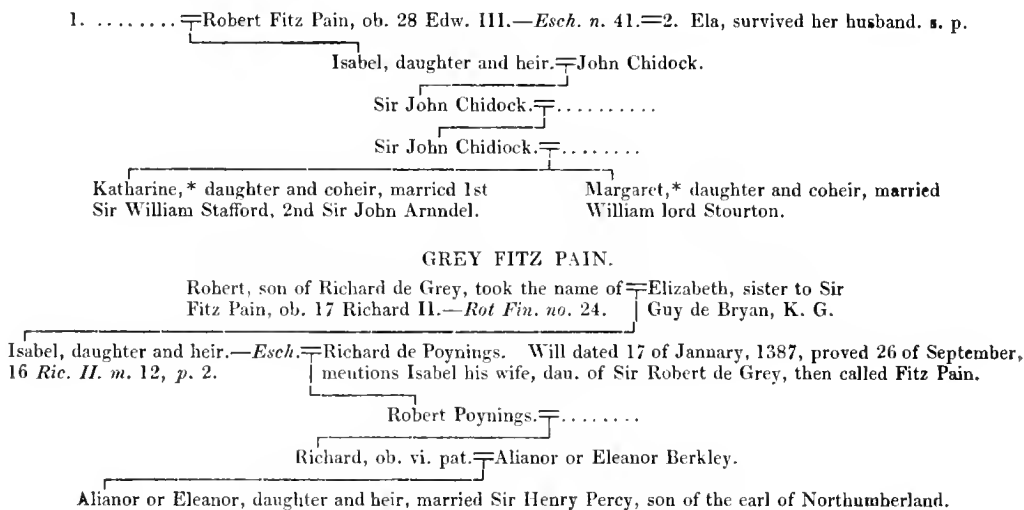 1. ........ Robert Fitz Pain, ob. 28 Edw. III.—Esch. n. 41.=2. Ela, survived her husband. s. p.
Isabel, daughter and heir.=John Chidock.
Sir John Chidock.=..........
Sir John Chidiock.=........
Katharine,* daughter and coheir, married 1st
Sir William Stafford, 2nd Sir John Arundel.
Margaret,* daughter and coheir, married
William lord Stourton.
GREY FITZ PAIN.
Robert, son of Richard de Grey, took the name of=Elizabeth, sister to Sir
Fitz Pain, ob. 17 Richard II.—Rot Fin. no. 24. Guy de Bryan, K. G.
Isabel, daughter and heir.—Esch.=Richard de Poynings. Will dated 17 of January, 1387, proved 26 of September,
16 Ric. II. m. 12, p. 2. mentions Isabel his wife, dau. of Sir Robert de Grey, then called Fitz Pain.
Robert Poynings.=........
Richard, ob. vi. pat.=Alianor or Eleanor Berkley.
Alianor or Eleanor, daughter and heir, married Sir Henry Percy, son of the earl of Northumberland.